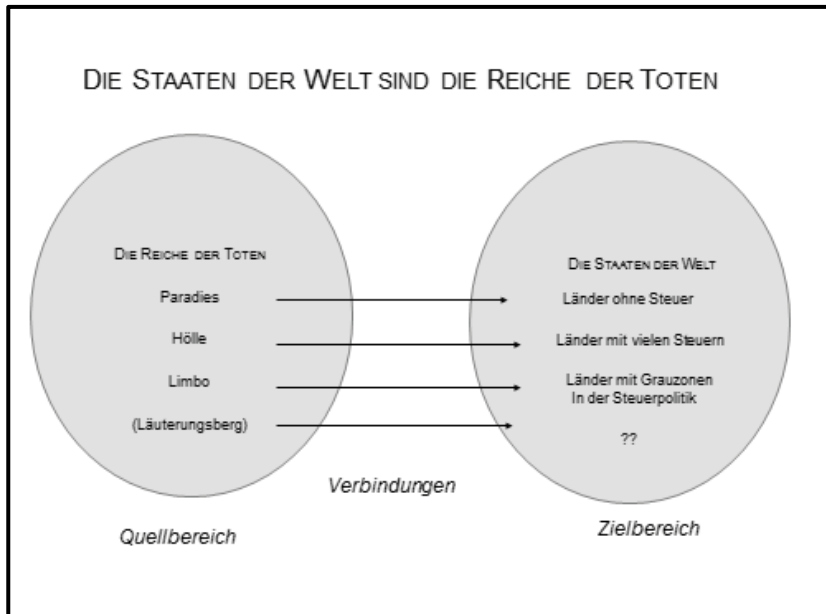 DIE STAATEN DER WELT SIND DIE REICHE DER TOTEN
DIE REICHE DER TOTEN
Paradies
Hölle
Limbo
(Läuterungsberg)
DIE STAATEN DER WELT
Länder ohne Steuer
Länder mit vielen Steuern
Länder mit Grauzonen
In der Steuerpolitik
??
Verbindungen
Quellbereich
Zielbereich